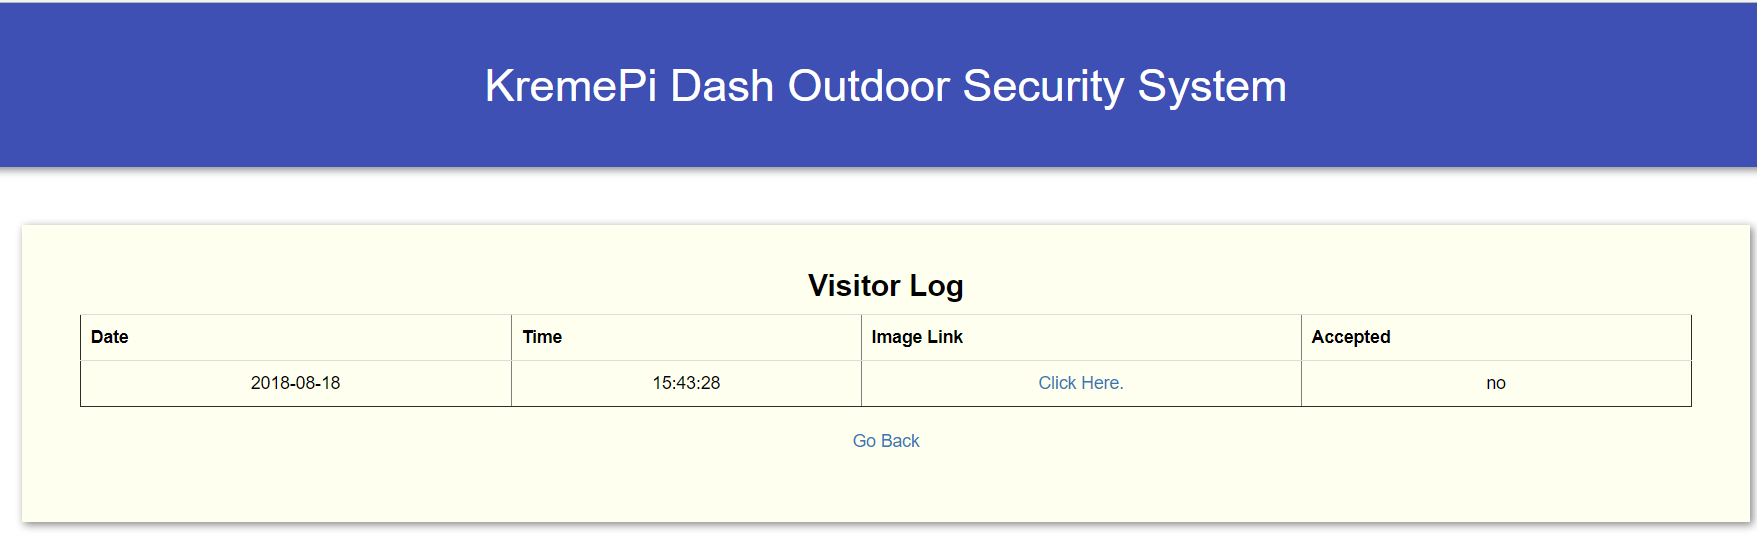 KremePi Dash Outdoor Security System
Visitor Log
Date Time Image Link Accepted
2018-08-18 15:43:28 Click Here. no
Go Back